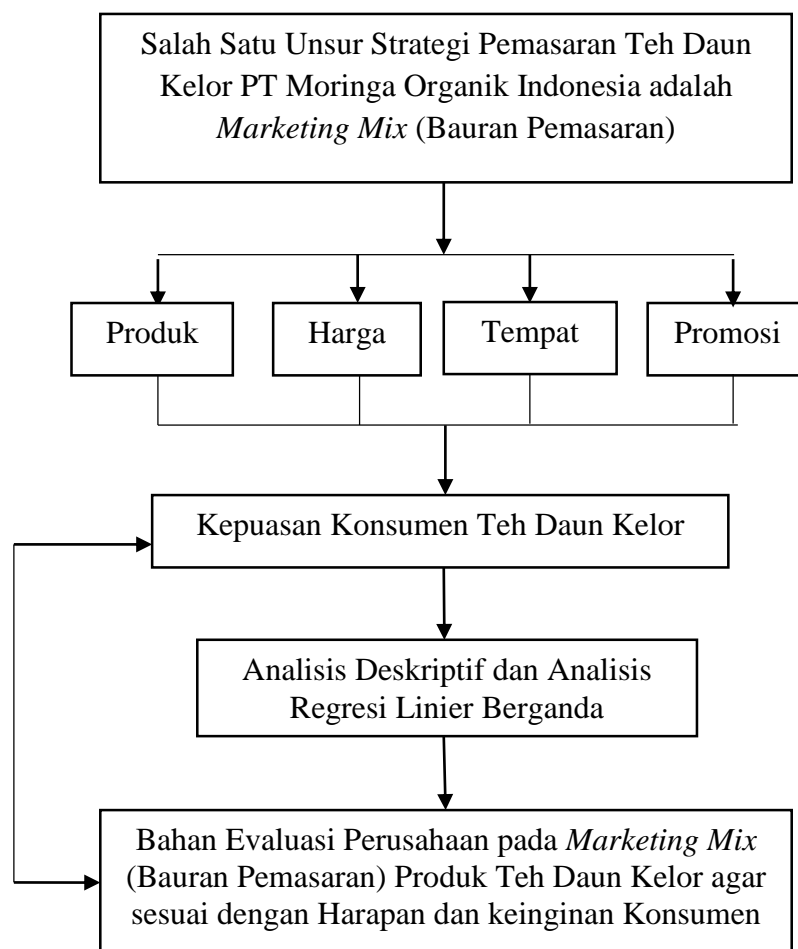 Salah Satu Unsur Strategi Pemasaran Teh Daun
Kelor PT Moringa Organik Indonesia adalah
Marketing Mix (Bauran Pemasaran)
Produk
Harga
Tempat
Promosi
Kepuasan Konsumen Teh Daun Kelor
Analisis Deskriptif dan Analisis
Regresi Linier Berganda
Bahan Evaluasi Perusahaan pada Marketing Mix
(Bauran Pemasaran) Produk Teh Daun Kelor agar
sesuai dengan Harapan dan keinginan Konsumen